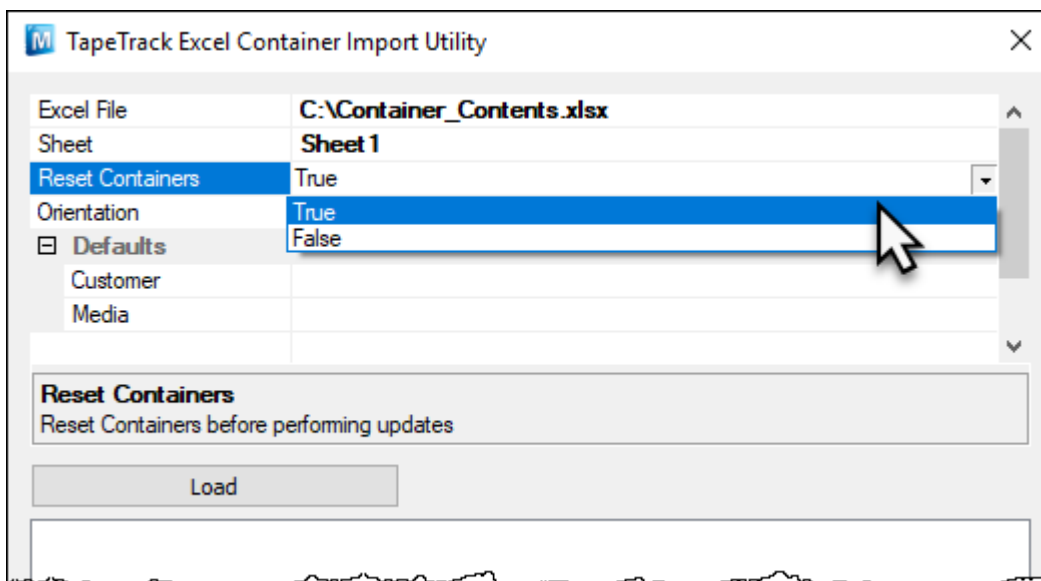 M TapeTrack Excel Container Import Utility
Excel File C:\Container_Contents.xlsx
Sheet Sheet1
Reset Containers True
Orientation True
False
Defaults
Customer
Media
Reset Containers
Reset Containers before performing updates
Load